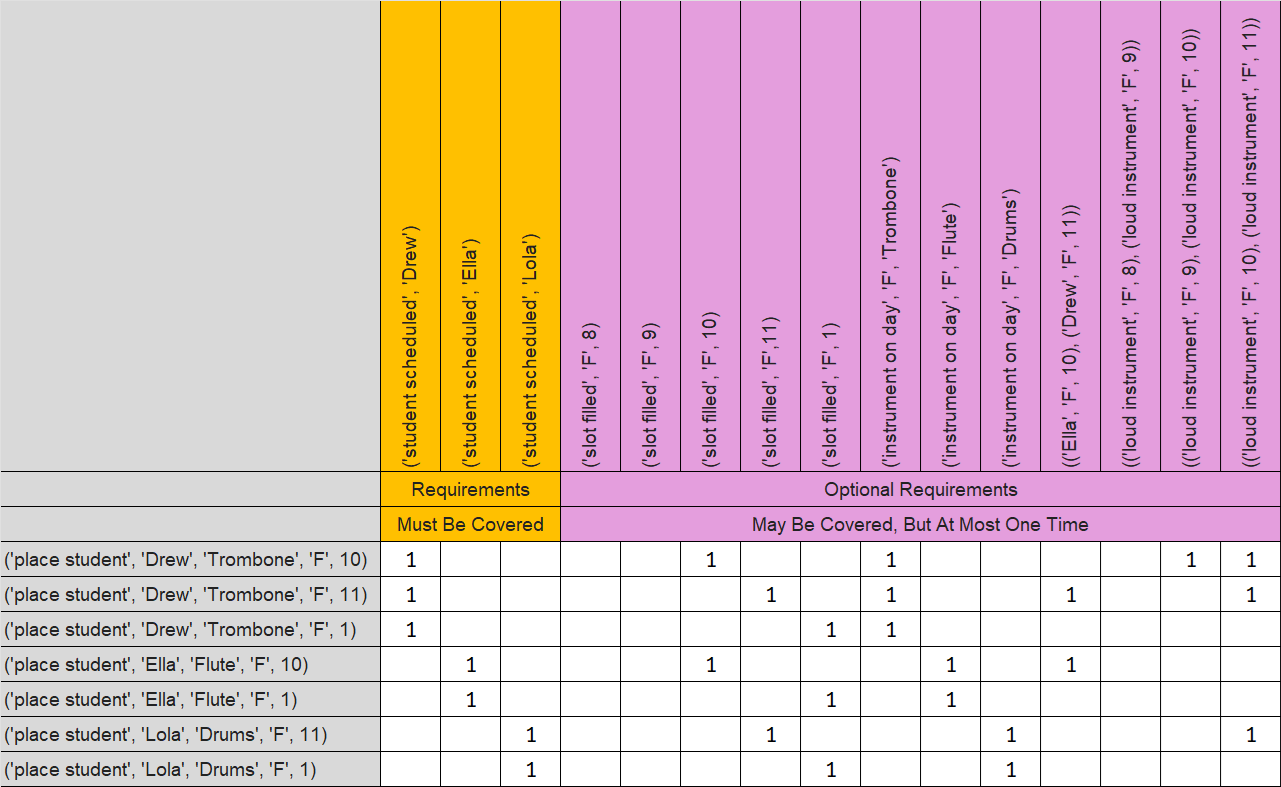 ('student scheduled', 'Drew')
('student scheduled', 'Ella')
('student scheduled', 'Lola')
('slot filled', 'F', 8)
('slot filled', 'F', 9)
('slot filled', 'F', 10)
('slot filled', 'F',11)
('slot filled', 'F', 1)
('instrument on day', 'F', 'Trombone')
('instrument on day', 'F', 'Flute')
('instrument on day', 'F', 'Drums')
(('Ella', 'F', 10), ('Drew', 'F', 11))
(('loud instrument', 'F', 8), ('loud instrument', 'F', 9))
(('loud instrument', 'F', 9), ('loud instrument', 'F', 10))
(('loud instrument', 'F', 10), ('loud instrument', 'F', 11))
Requirements Optional Requirements
Must Be Covered May Be Covered, But At Most One Time
('place student', 'Drew', 'Trombone', 'F', 10) 1 1 1 1 1
('place student', 'Drew', 'Trombone', 'F', 11) 1 1 1 1 1
('place student', 'Drew', 'Trombone', 'F', 1) 1 1 1
('place student', 'Ella', 'Flute', 'F', 10) 1 1 1 1
('place student', 'Ella', 'Flute', 'F', 1) 1 1 1
('place student', 'Lola', 'Drums', 'F', 11) 1 1 1 1
('place student', 'Lola', 'Drums', 'F', 1) 1 1 1